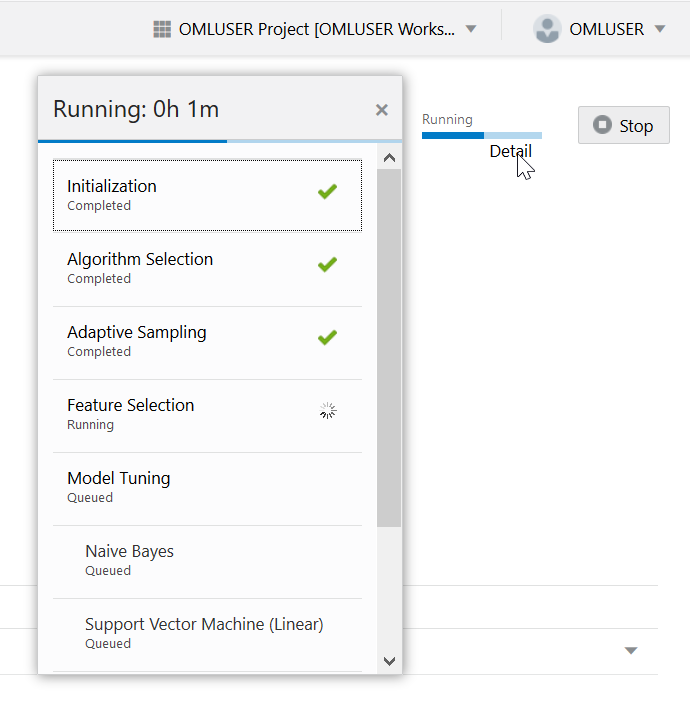 OMLUSER Project [OMLUSER Works...
OMLUSER
Running: 0h 1m
Running
Detail
Stop
Initialization
Completed
Algorithm Selection
Completed
Adaptive Sampling
Completed
Feature Selection
Running
Model Tuning
Queued
Naive Bayes
Queued
Support Vector Machine (Linear)
Queued